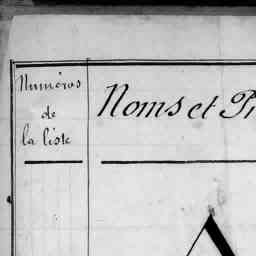 Numéros
de
la liste
Noms et Pr
A